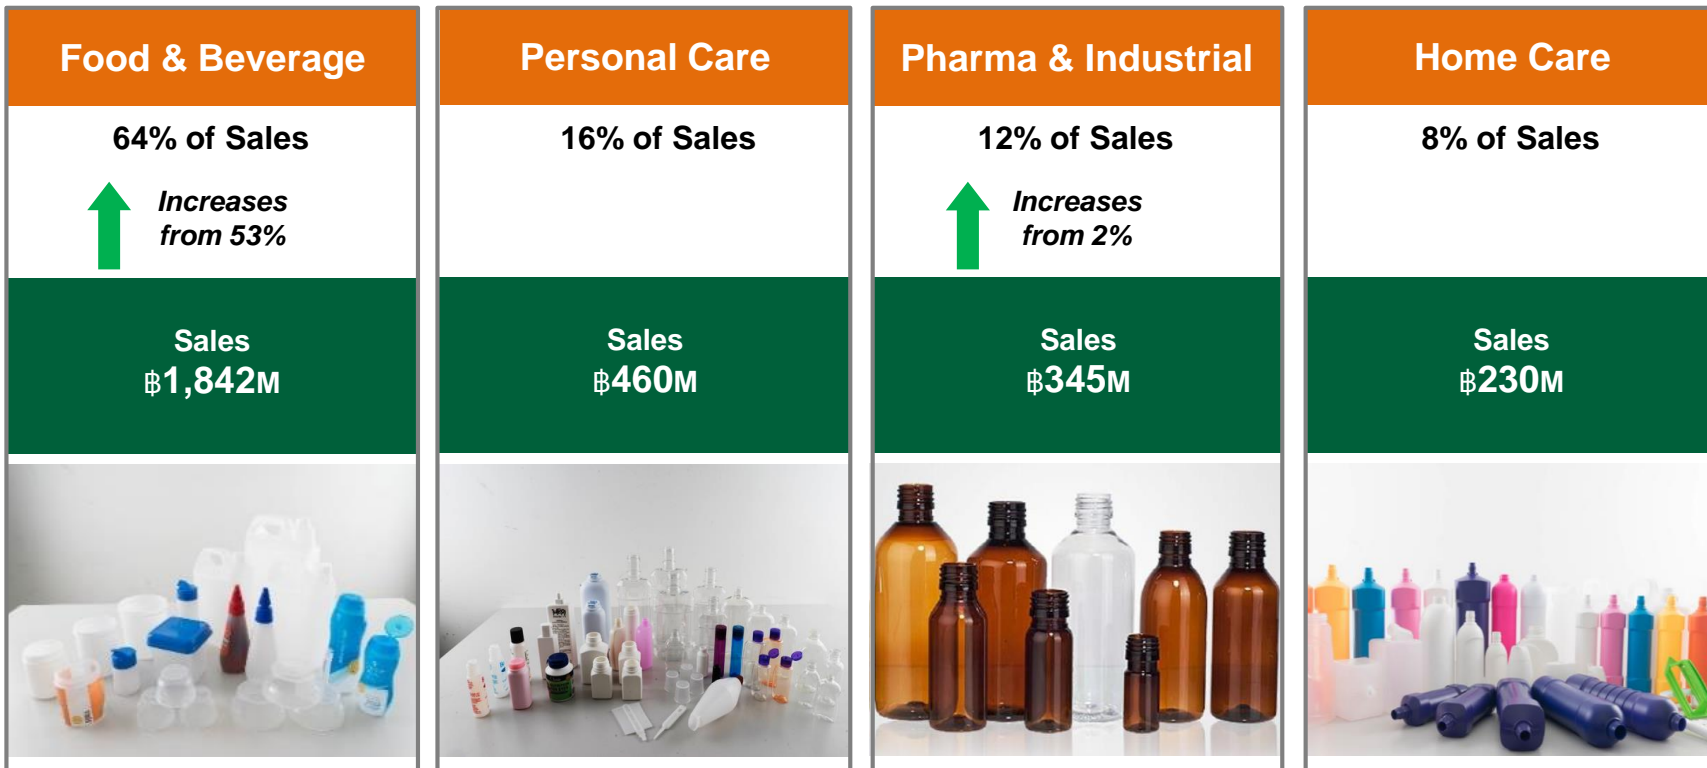 Food & Beverage
64% of Sales
Increases
from 53%
Sales
฿1,842M
Personal Care
16% of Sales
Sales
฿460M
Pharma & Industrial
12% of Sales
Increases
from 2%
Sales
฿345M
Home Care
8% of Sales
Sales
฿230M